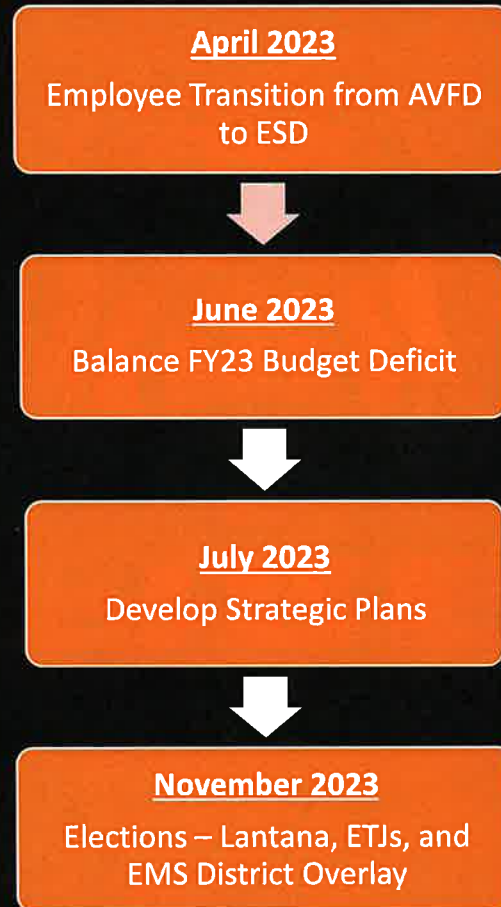 April 2023
Employee Transition from AVFD
to ESD
June 2023
Balance FY23 Budget Deficit
July 2023
Develop Strategic Plans
November 2023
Elections – Lantana, ETJs, and
EMS District Overlay